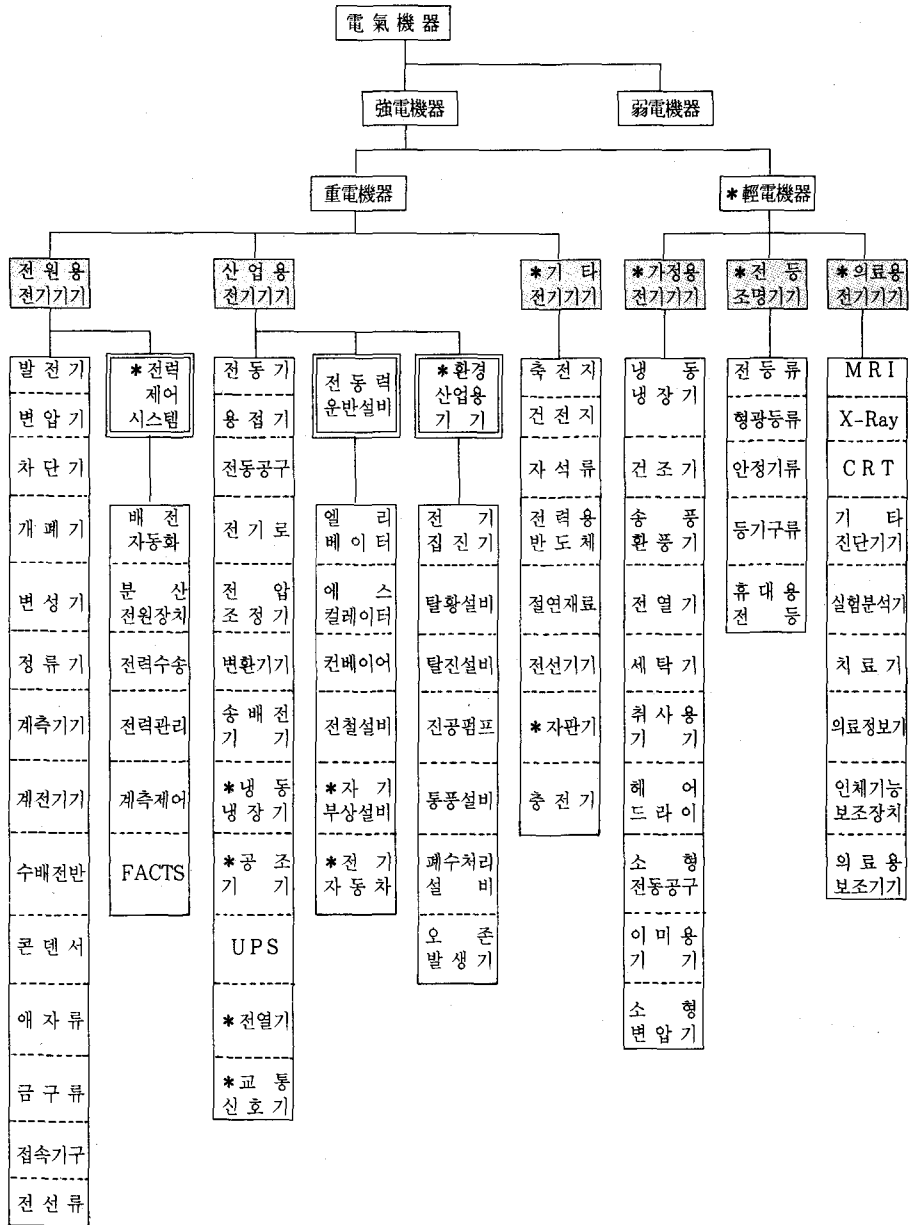 電氣機器
強電機器
弱電機器
重電機器
*輕電機器
전원용
전기기기
산업용
전기기기
*기 타
전기기기
*가정용
전기기기
*전 등
조명기기
*의료용
전기기기
발전기
변압기
차단기
개폐기
변성기
정류기
계측기기
계전기기
수배전반
콘덴서
애자류
금구류
접속기구
전선류
*전력
제어
시스템
배 전
자동화
분 산
전원장치
전력수송
전력관리
계측제어
FACTS
전동기
용접기
전동공구
전기로
전 압
조정기
변환기기
송배전
기 기
*냉 동
냉장기
*공 조
기 기
UPS
*전열기
*교 통
신호기
전동력
운반설비
엘 리
베이터
에 스
컬레이터
컨베이어
전철설비
*자 기
부상설비
*전 기
자동차
*환경
산업용
기 기
전 기
집진기
탈황설비
탈진설비
진공펌프
통풍설비
폐수처리
설 비
오 존
발생기
축전지
건전지
자석류
전력용
반도체
절연재료
전선기기
*자판기
충전기
냉 동
냉장기
건조기
송 풍
환풍기
전열기
세탁기
취사용
기 기
헤 어
드라이
소 형
전동공구
이미용
기 기
소 형
변압기
전등류
형광등류
안정기류
등기구류
휴대용
전 등
MRI
X-Ray
CRT
기 타
진단기기
실험분석기
치료기
의료정보기
인체기능
보조장치
의료용
보조기기